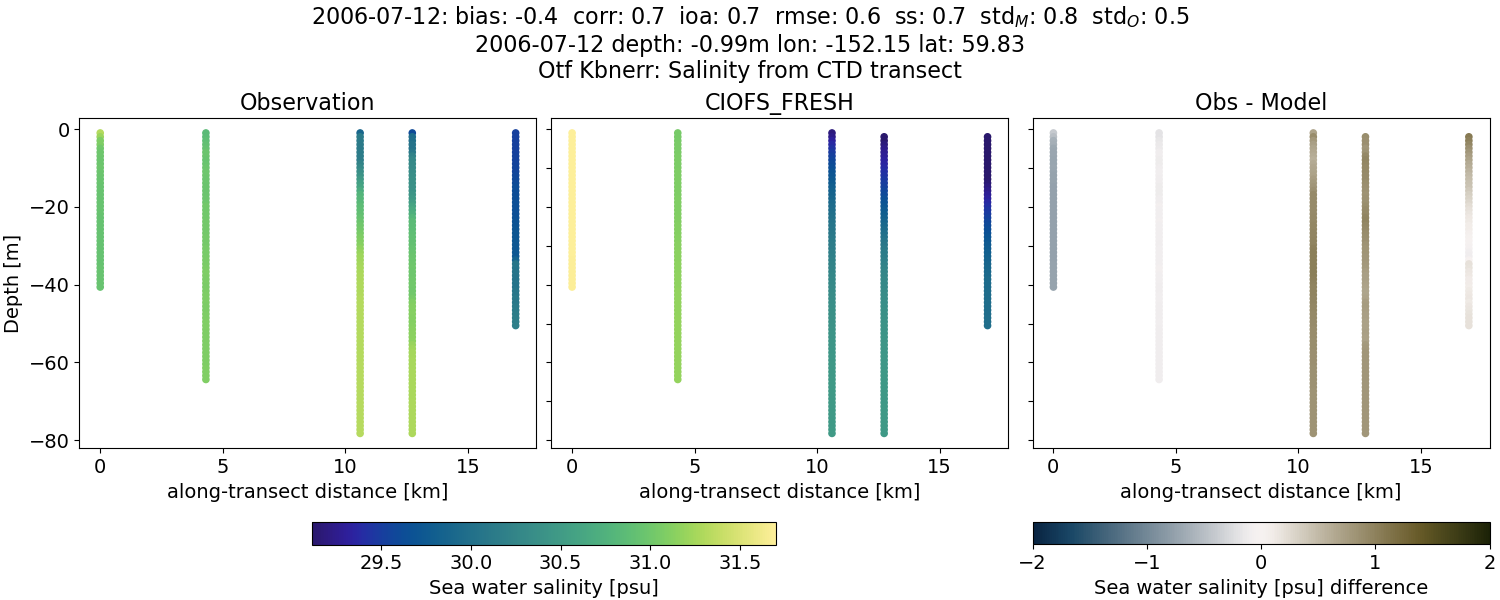 2006-07-12: bias: -0.4  corr: 0.7  ioa: 0.7  rmse: 0.6  ss: 0.7  std_M: 0.8  std_O: 0.5
2006-07-12 depth: -0.99m lon: -152.15 lat: 59.83
Otf Kbnerr: Salinity from CTD transect
Observation
CIOFS_FRESH
Obs - Model
Depth [m]
0
−20
−40
−60
−80
0 5 10 15
0 5 10 15
0 5 10 15
along-transect distance [km]
along-transect distance [km]
along-transect distance [km]
29.5 30.0 30.5 31.0 31.5
Sea water salinity [psu]
−2 −1 0 1 2
Sea water salinity [psu] difference